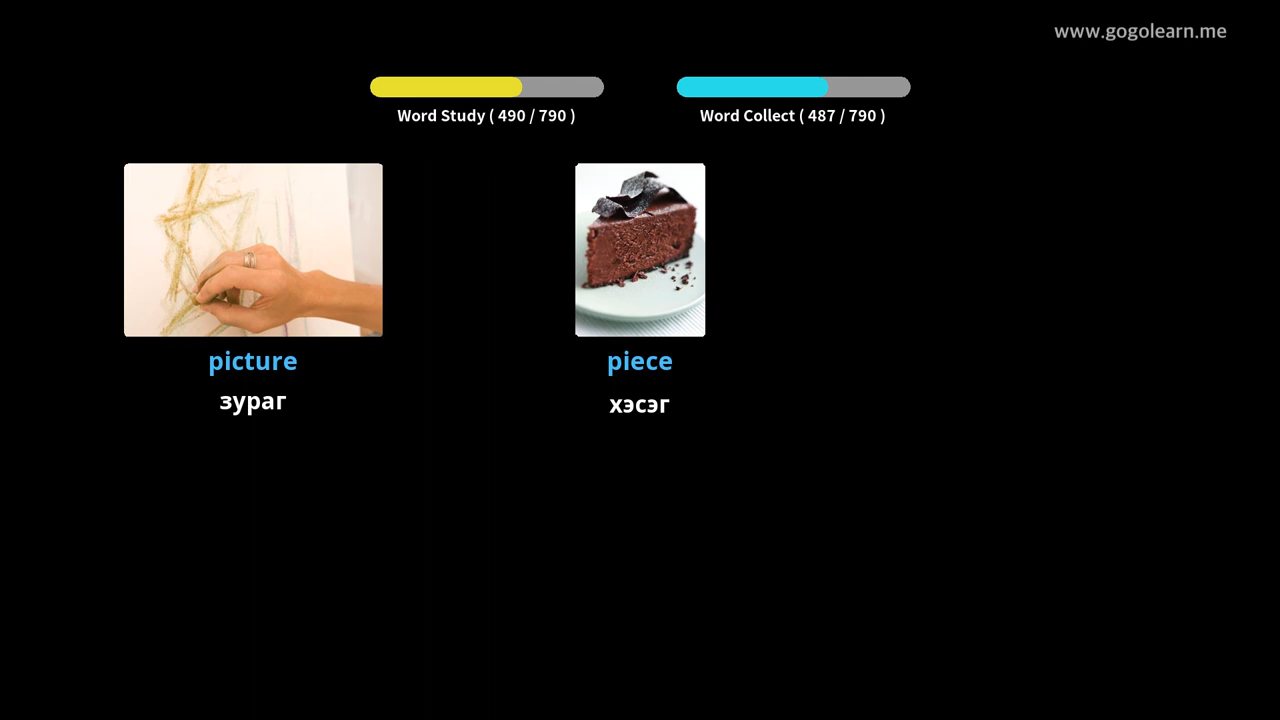 www.gogolearn.me
Word Study ( 490 / 790 )
Word Collect ( 487 / 790 )
picture
зураг
piece
хэсэг